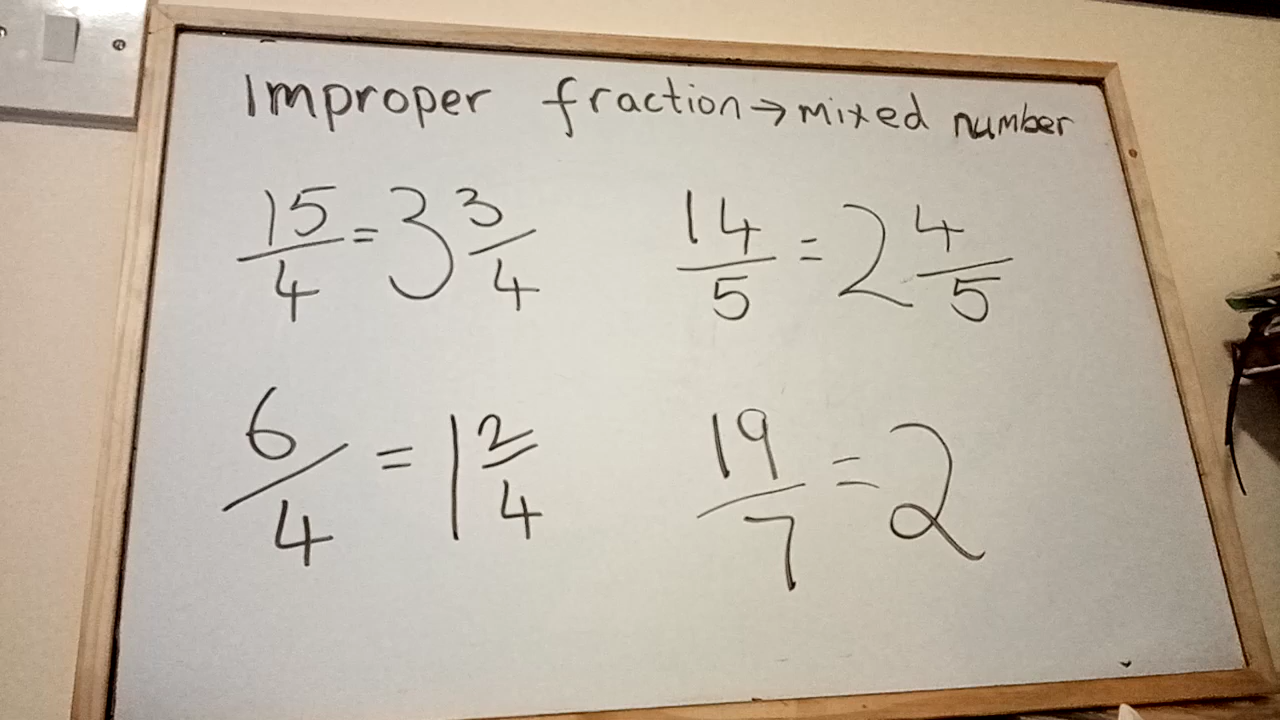 Improper fraction → mixed number
15/4 = 3 3/4
14/5 = 2 4/5
6/4 = 1 2/4
19/7 = 2